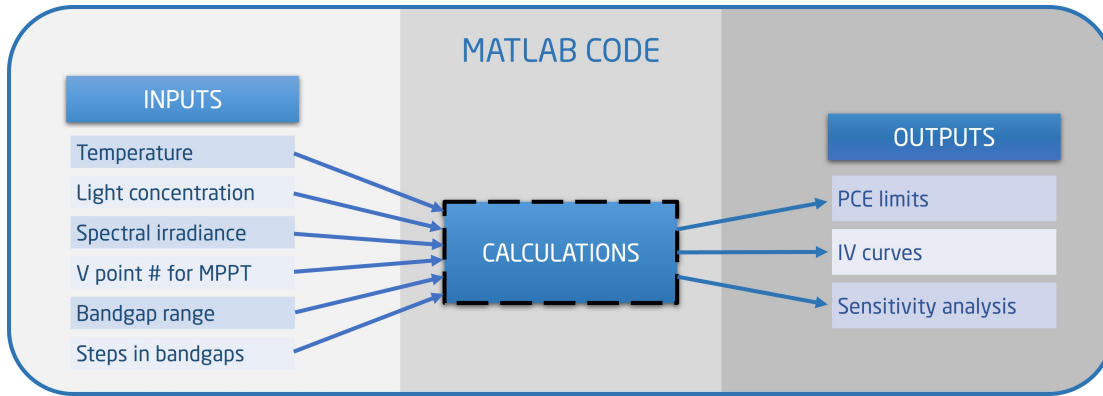 MATLAB CODE
INPUTS
Temperature
Light concentration
Spectral irradiance
V point # for MPPT
Bandgap range
Steps in bandgaps
CALCULATIONS
OUTPUTS
PCE limits
IV curves
Sensitivity analysis